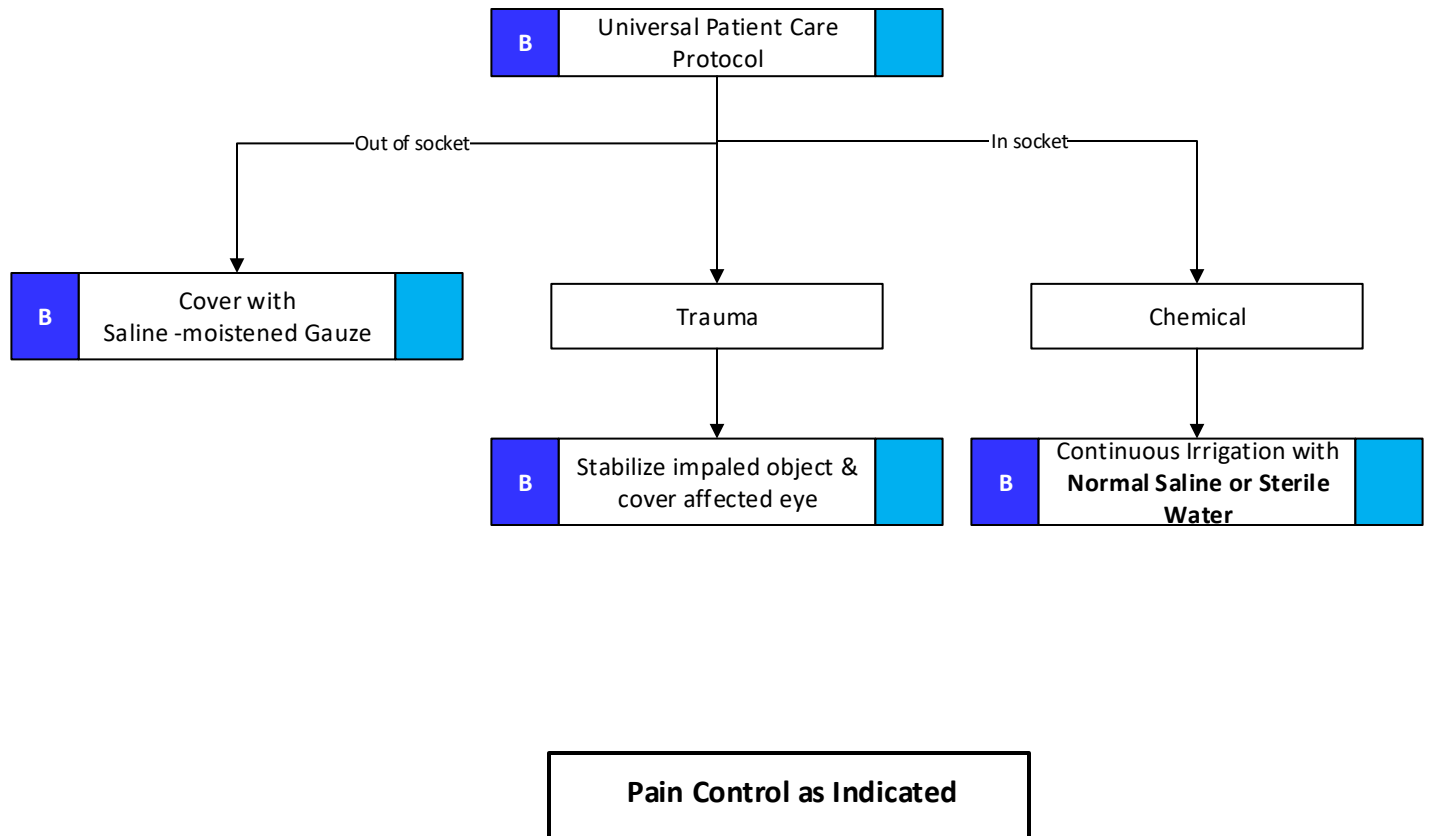 B
Universal Patient Care
Protocol
Out of socket
In socket
B
Cover with
Saline -moistened Gauze
Trauma
Chemical
B
Stabilize impaled object &
cover affected eye
B
Continuous Irrigation with
Normal Saline or Sterile
Water
Pain Control as Indicated